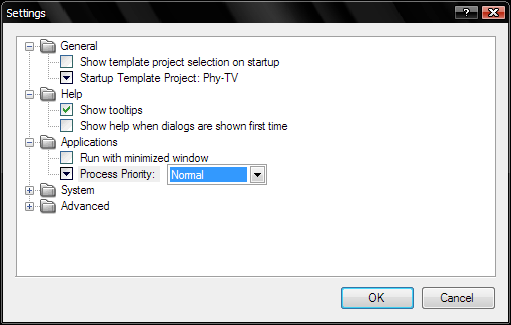 Settings
General
Show template project selection on startup
Startup Template Project: Phy-TV
Help
Show tooltips
Show help when dialogs are shown first time
Applications
Run with minimized window
Process Priority: Normal
System
Advanced
OK Cancel